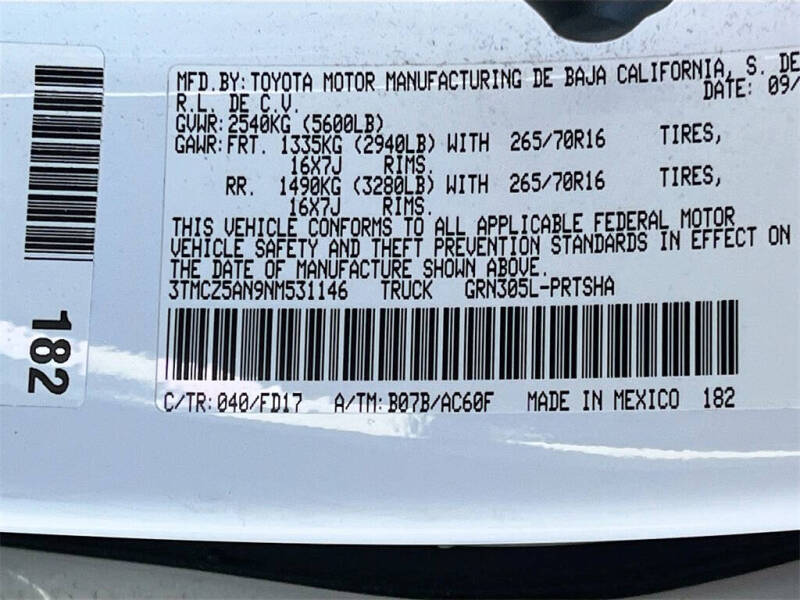 MFD. BY: TOYOTA MOTOR MANUFACTURING DE BAJA CALIFORNIA, S. DE
R.L. DE C.V. DATE: 09/
GVWR: 2540KG (5600LB)
GAWR: FRT. 1335KG (2940LB) WITH 265/70R16 TIRES,
16X7J RIMS.
RR. 1490KG (3280LB) WITH 265/70R16 TIRES,
16X7J RIMS.
THIS VEHICLE CONFORMS TO ALL APPLICABLE FEDERAL MOTOR
VEHICLE SAFETY AND THEFT PREVENTION STANDARDS IN EFFECT ON
THE DATE OF MANUFACTURE SHOWN ABOVE.
3TMCZ5AN9NM531146 TRUCK GRN305L-PRTSHA
C/TR: 040/FD17 A/TM: B07B/AC60F MADE IN MEXICO 182
182